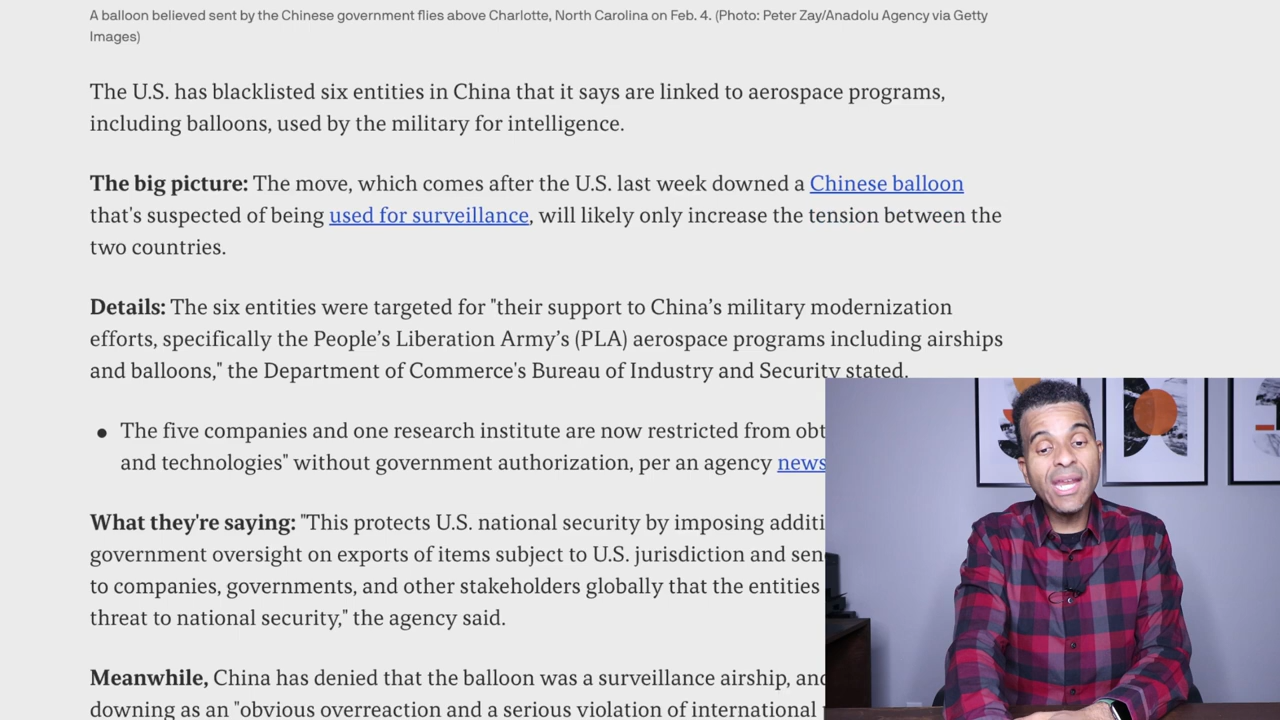 A balloon believed sent by the Chinese government flies above Charlotte, North Carolina on Feb. 4. (Photo: Peter Zay/Anadolu Agency via Getty
Images)
The U.S. has blacklisted six entities in China that it says are linked to aerospace programs,
including balloons, used by the military for intelligence.
The big picture: The move, which comes after the U.S. last week downed a Chinese balloon
that's suspected of being used for surveillance, will likely only increase the tension between the
two countries.
Details: The six entities were targeted for "their support to China’s military modernization
efforts, specifically the People’s Liberation Army’s (PLA) aerospace programs including airships
and balloons," the Department of Commerce's Bureau of Industry and Security stated.
• The five companies and one research institute are now restricted from obt
and technologies" without government authorization, per an agency news
What they're saying: "This protects U.S. national security by imposing additi
government oversight on exports of items subject to U.S. jurisdiction and sen
to companies, governments, and other stakeholders globally that the entities
threat to national security," the agency said.
Meanwhile, China has denied that the balloon was a surveillance airship, and
downing as an "obvious overreaction and a serious violation of international